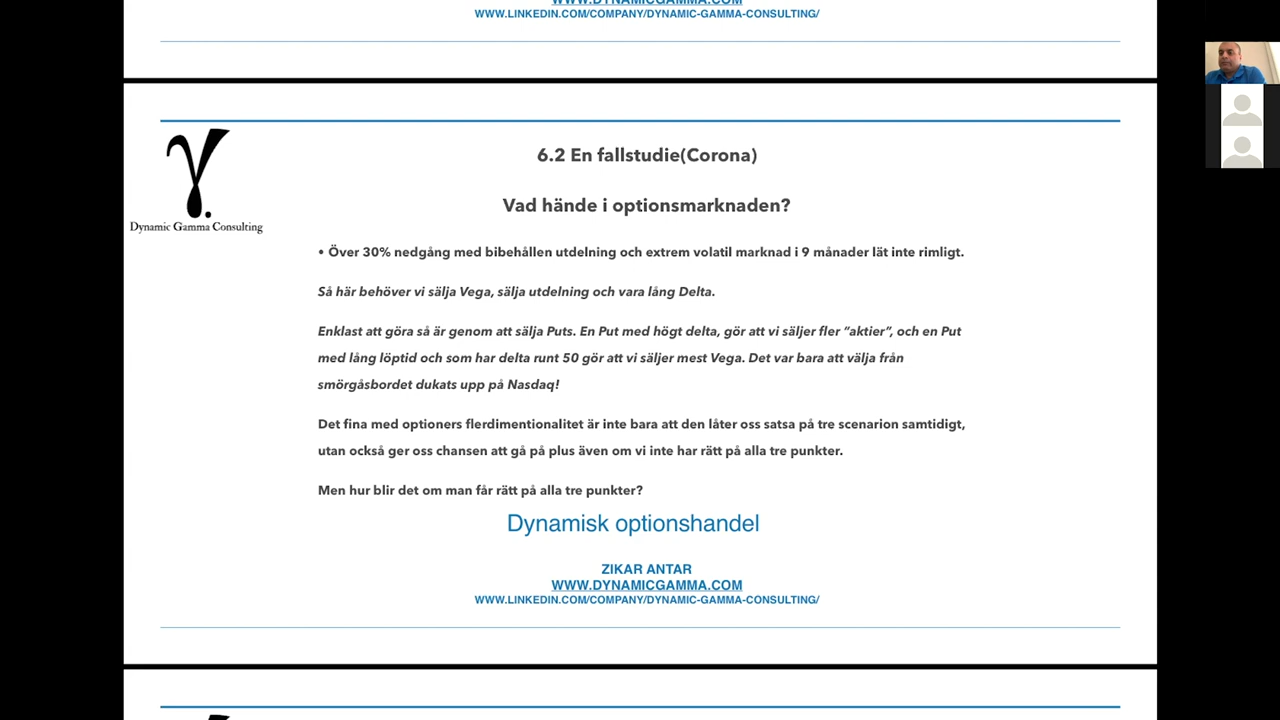 WWW.DYNAMICGAMMA.COM
WWW.LINKEDIN.COM/COMPANY/DYNAMIC-GAMMA-CONSULTING/
γ.
Dynamic Gamma Consulting
6.2 En fallstudie(Corona)
Vad hände i optionsmarknaden?
• Över 30% nedgång med bibehållen utdelning och extrem volatil marknad i 9 månader lät inte rimligt.
Så här behöver vi sälja Vega, sälja utdelning och vara lång Delta.
Enklast att göra så är genom att sälja Puts. En Put med högt delta, gör att vi säljer fler “aktier”, och en Put
med lång löptid och som har delta runt 50 gör att vi säljer mest Vega. Det var bara att välja från
smörgåsbordet dukats upp på Nasdaq!
Det fina med optioners flerdimentionalitet är inte bara att den låter oss satsa på tre scenarion samtidigt,
utan också ger oss chansen att gå på plus även om vi inte har rätt på alla tre punkter.
Men hur blir det om man får rätt på alla tre punkter?
Dynamisk optionshandel
ZIKAR ANTAR
WWW.DYNAMICGAMMA.COM
WWW.LINKEDIN.COM/COMPANY/DYNAMIC-GAMMA-CONSULTING/